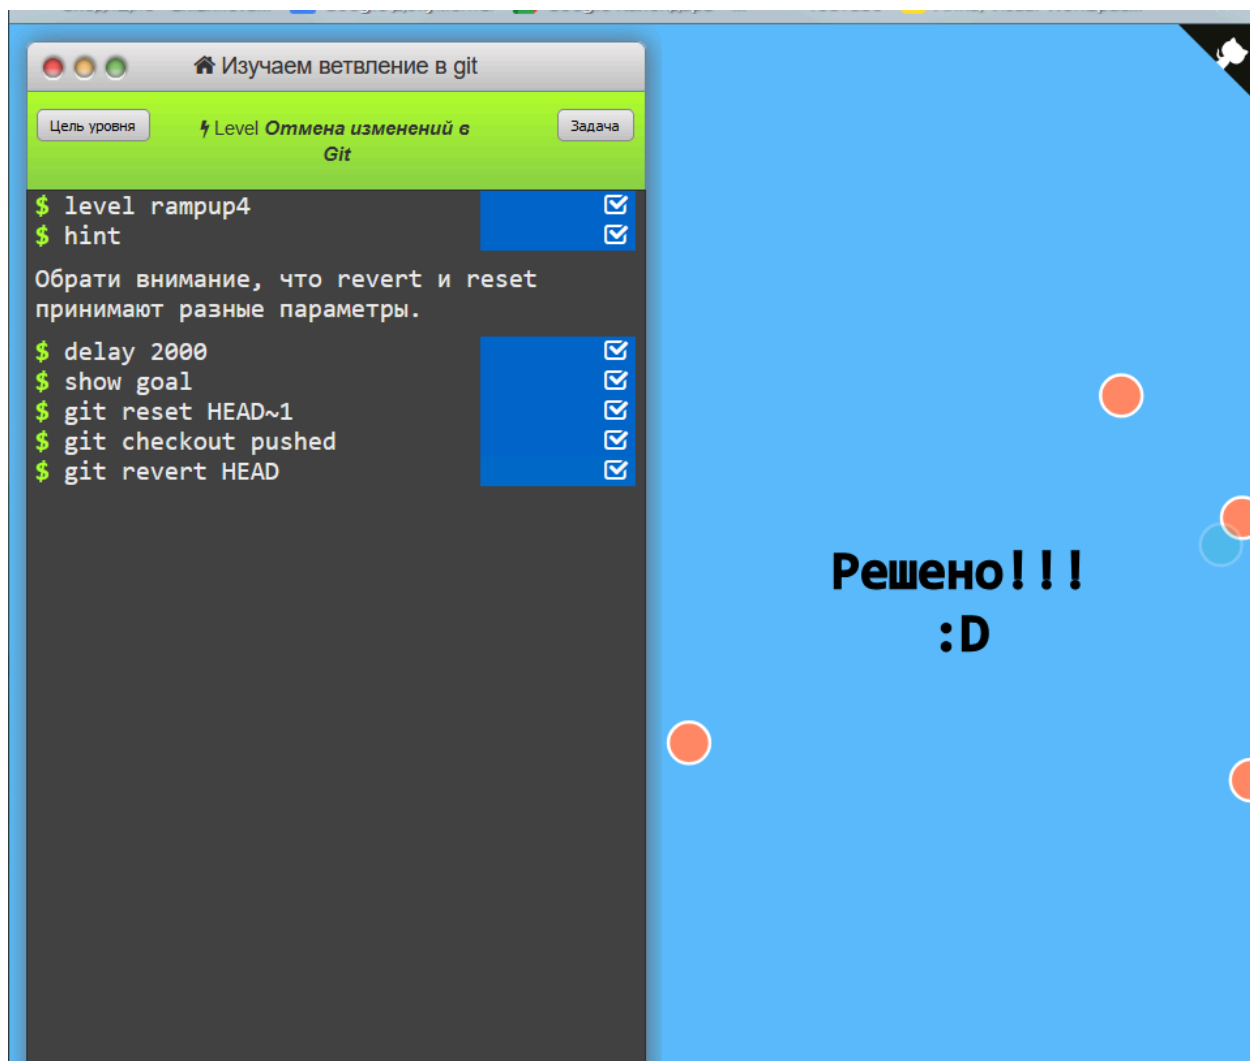 Изучаем ветвление в git
Цель уровня
Level Отмена изменений в
Git
Задача
$ level rampup4
$ hint
Обрати внимание, что revert и reset
принимают разные параметры.
$ delay 2000
$ show goal
$ git reset HEAD~1
$ git checkout pushed
$ git revert HEAD
Решено!!!
:D